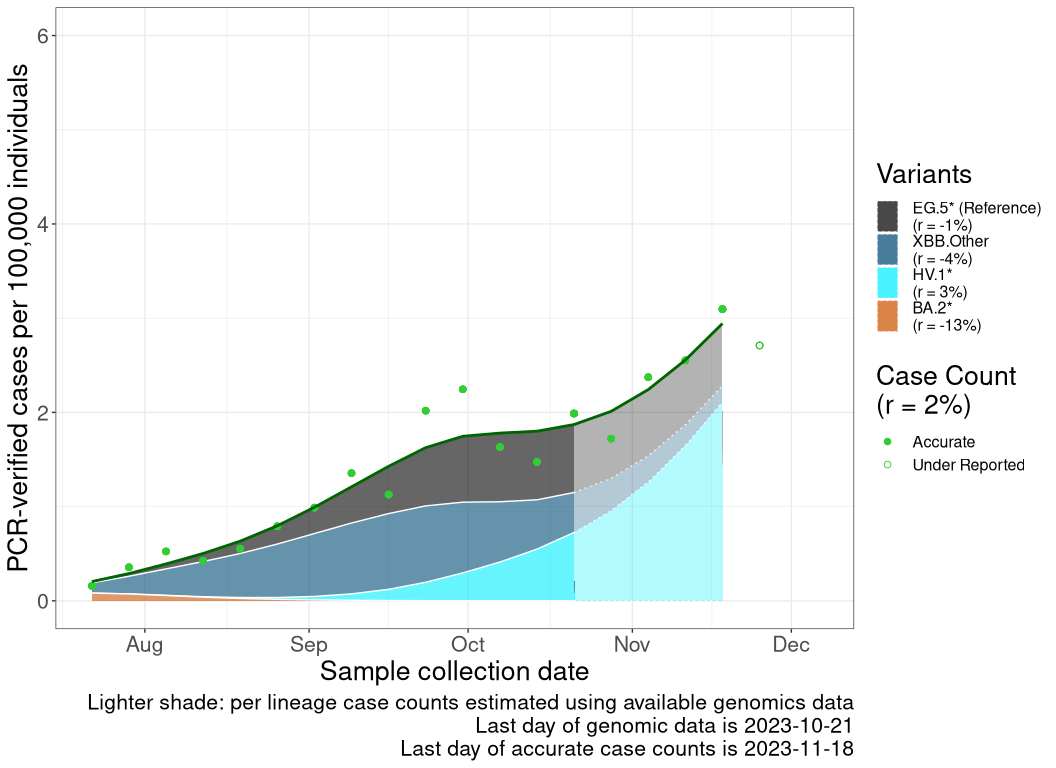 PCR-verified cases per 100,000 individuals
6
4
2
0
Aug Sep Oct Nov Dec
Sample collection date
Lighter shade: per lineage case counts estimated using available genomics data
Last day of genomic data is 2023-10-21
Last day of accurate case counts is 2023-11-18
Variants
EG.5* (Reference)
(r = -1%)
XBB.Other
(r = -4%)
HV.1*
(r = 3%)
BA.2*
(r = -13%)
Case Count
(r = 2%)
Accurate
Under Reported